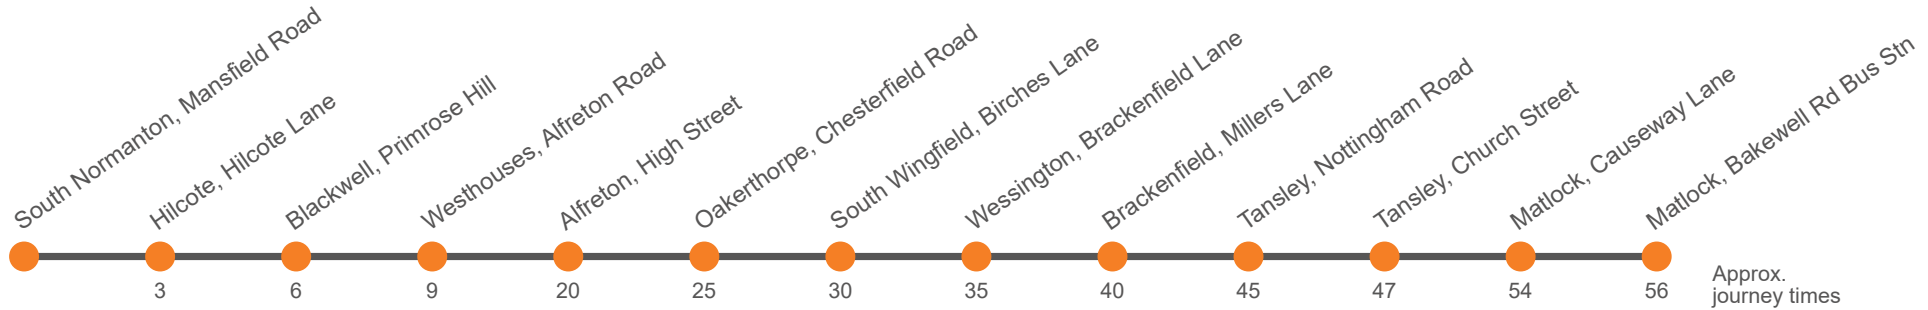 South Normanton, Mansfield Road
Hilcote, Hilcote Lane
Blackwell, Primrose Hill
Westhouses, Alfreton Road
Alfreton, High Street
Oakerthorpe, Chesterfield Road
South Wingfield, Birches Lane
Wessington, Brackenfield Lane
Brackenfield, Millers Lane
Tansley, Nottingham Road
Tansley, Church Street
Matlock, Causeway Lane
Matlock, Bakewell Rd Bus Stn
3
6
9
20
25
30
35
40
45
47
54
56
Approx.
journey times